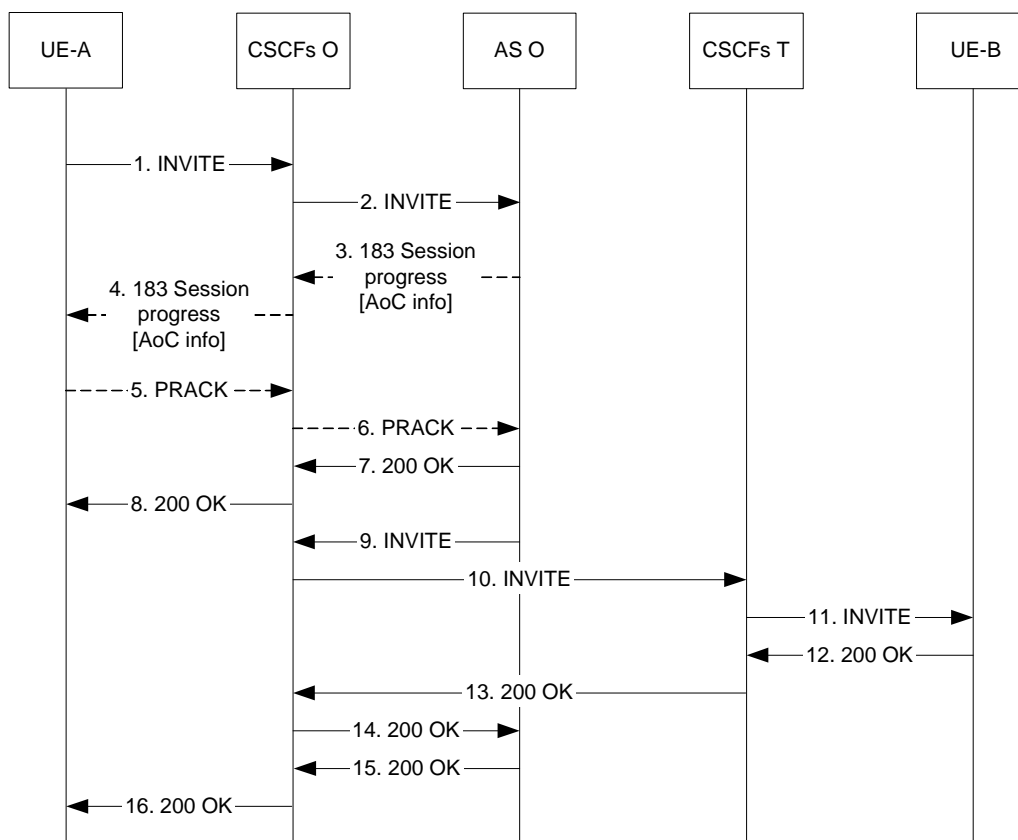 UE-A
CSCFs O
AS O
CSCFs T
UE-B
1. INVITE
2. INVITE
3. 183 Session
progress
[AoC info]
4. 183 Session
progress
[AoC info]
5. PRACK
6. PRACK
7. 200 OK
8. 200 OK
9. INVITE
10. INVITE
11. INVITE
12. 200 OK
13. 200 OK
14. 200 OK
15. 200 OK
16. 200 OK